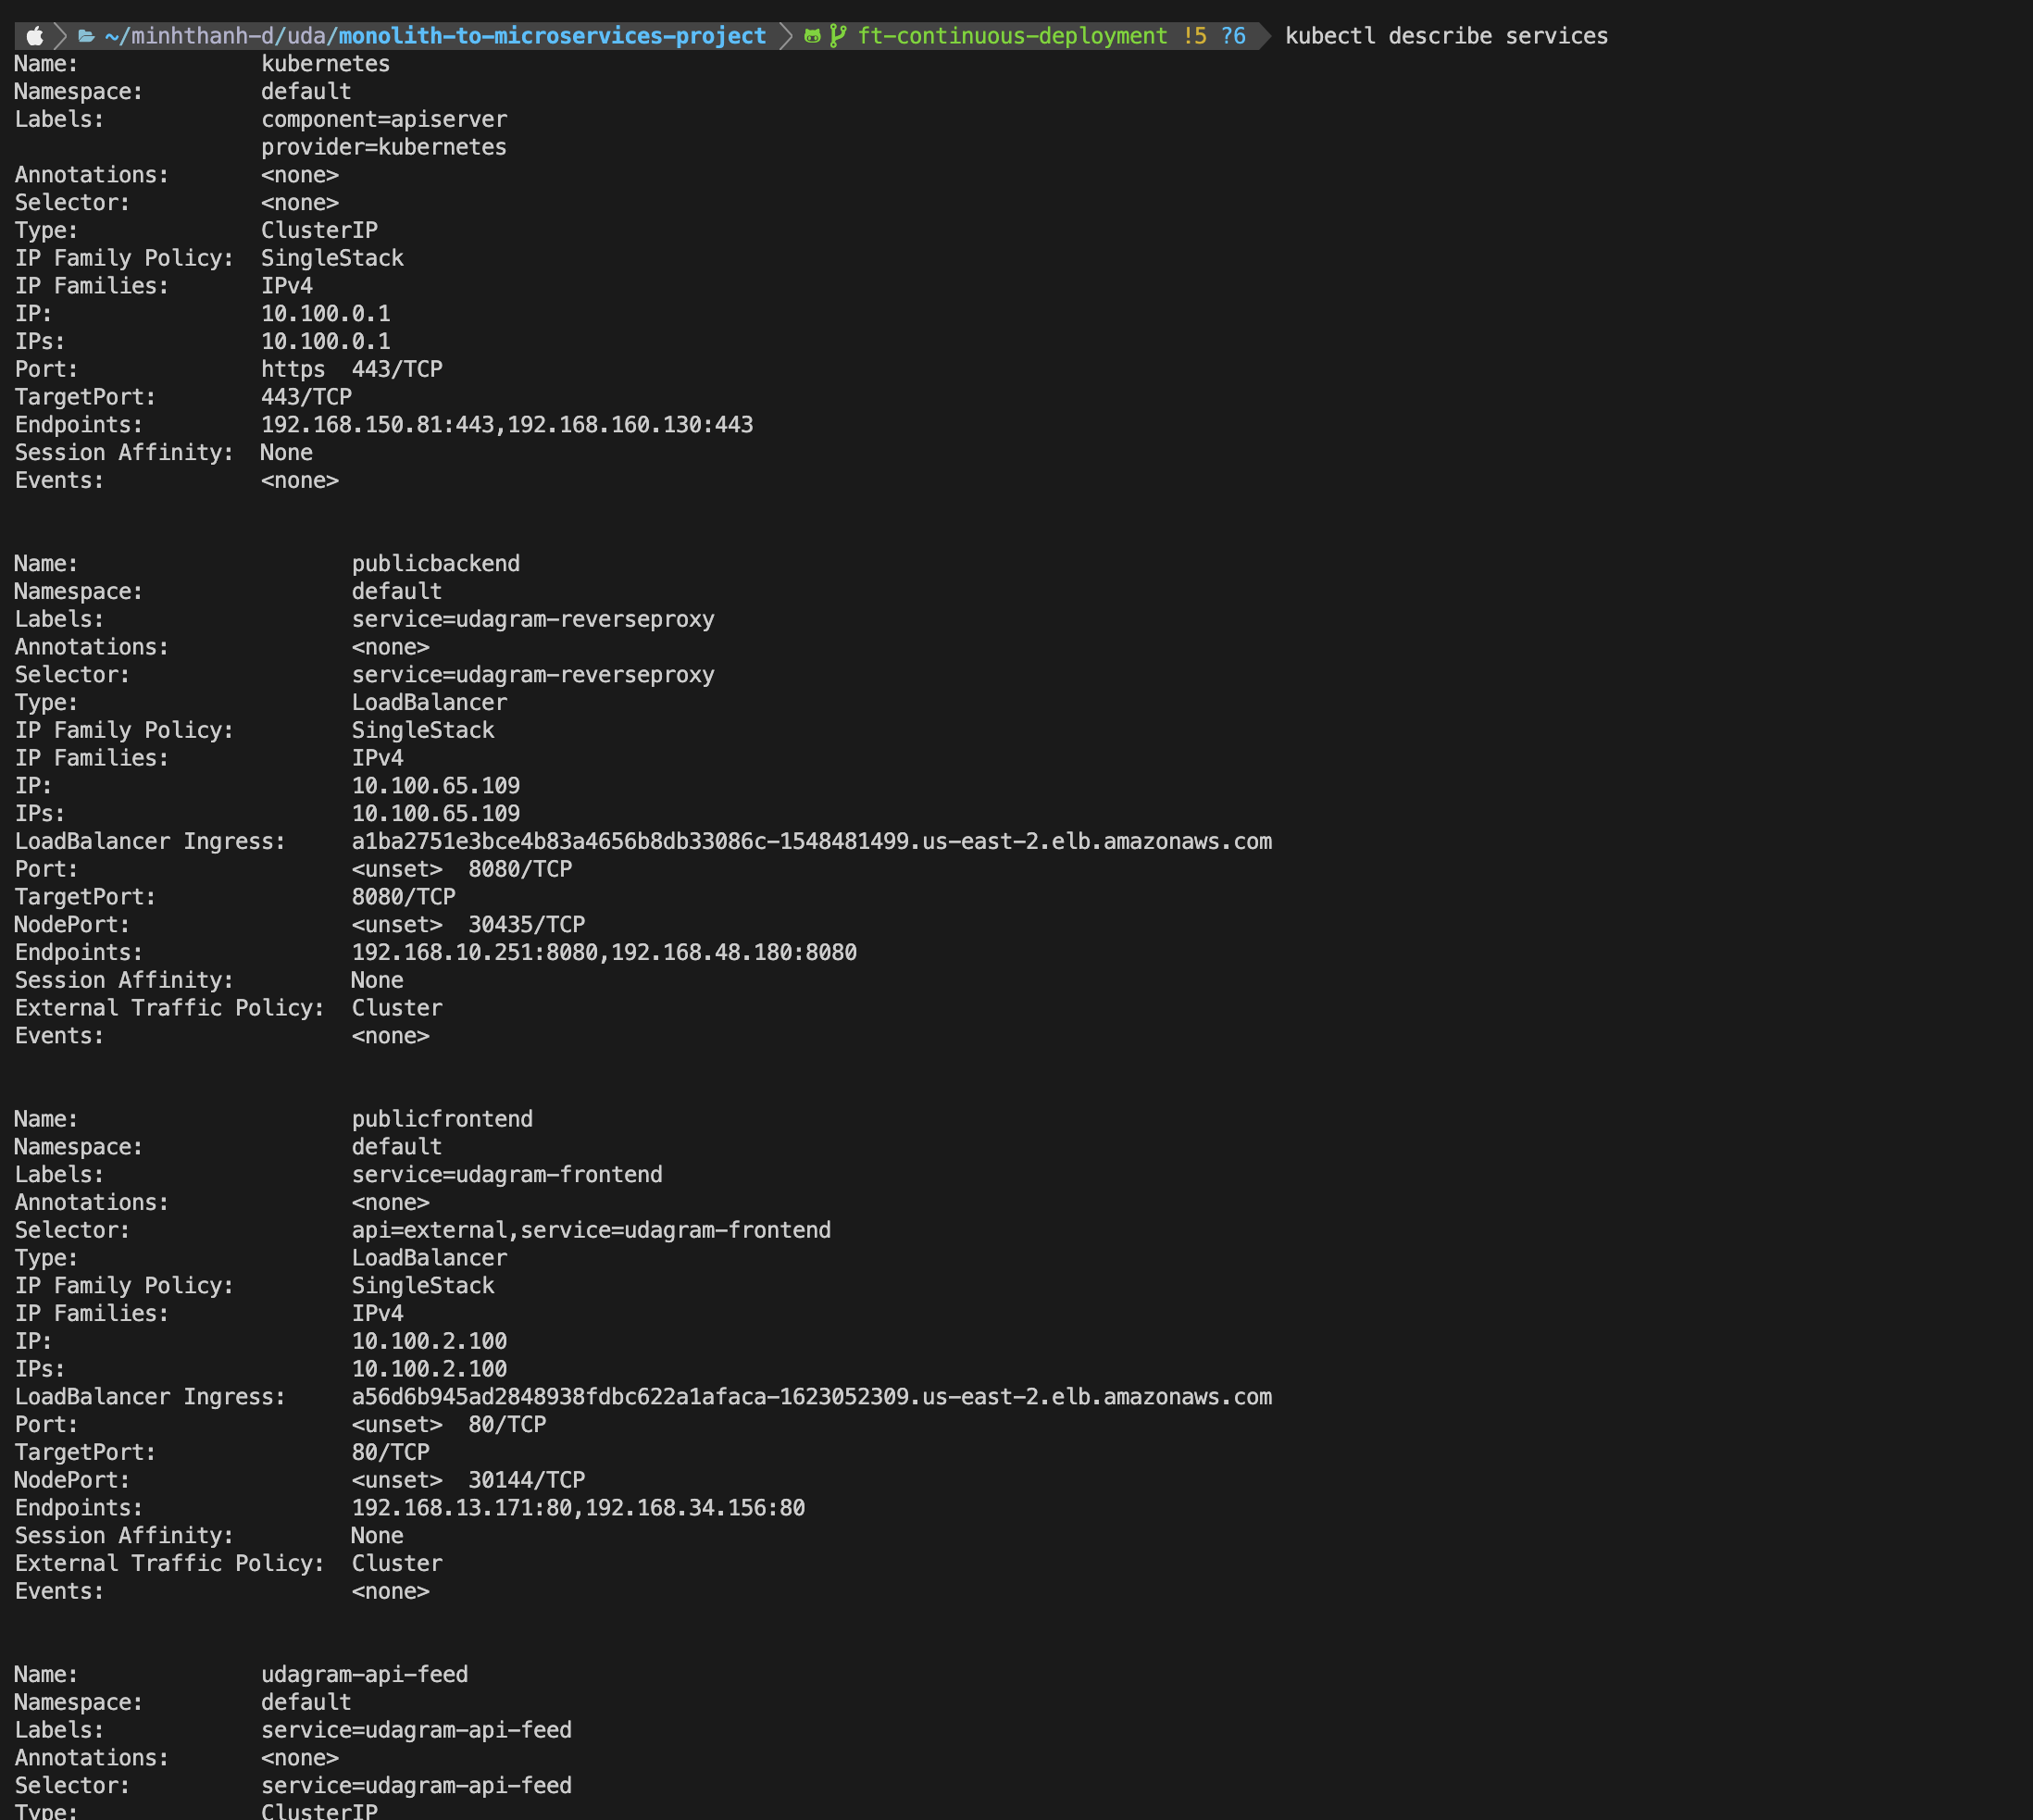 ~/minhthanh-d/uda/monolith-to-microservices-project ft-continuous-deployment !5 ?6 kubectl describe services
Name: kubernetes
Namespace: default
Labels: component=apiserver
provider=kubernetes
Annotations: <none>
Selector: <none>
Type: ClusterIP
IP Family Policy: SingleStack
IP Families: IPv4
IP: 10.100.0.1
IPs: 10.100.0.1
Port: https 443/TCP
TargetPort: 443/TCP
Endpoints: 192.168.150.81:443,192.168.160.130:443
Session Affinity: None
Events: <none>
Name: publicbackend
Namespace: default
Labels: service=udagram-reverseproxy
Annotations: <none>
Selector: service=udagram-reverseproxy
Type: LoadBalancer
IP Family Policy: SingleStack
IP Families: IPv4
IP: 10.100.65.109
IPs: 10.100.65.109
LoadBalancer Ingress: a1ba2751e3bce4b83a4656b8db33086c-1548481499.us-east-2.elb.amazonaws.com
Port: <unset> 8080/TCP
TargetPort: 8080/TCP
NodePort: <unset> 30435/TCP
Endpoints: 192.168.10.251:8080,192.168.48.180:8080
Session Affinity: None
External Traffic Policy: Cluster
Events: <none>
Name: publicfrontend
Namespace: default
Labels: service=udagram-frontend
Annotations: <none>
Selector: api=external,service=udagram-frontend
Type: LoadBalancer
IP Family Policy: SingleStack
IP Families: IPv4
IP: 10.100.2.100
IPs: 10.100.2.100
LoadBalancer Ingress: a56d6b945ad2848938fdbc622a1afaca-1623052309.us-east-2.elb.amazonaws.com
Port: <unset> 80/TCP
TargetPort: 80/TCP
NodePort: <unset> 30144/TCP
Endpoints: 192.168.13.171:80,192.168.34.156:80
Session Affinity: None
External Traffic Policy: Cluster
Events: <none>
Name: udagram-api-feed
Namespace: default
Labels: service=udagram-api-feed
Annotations: <none>
Selector: service=udagram-api-feed
Type: ClusterIP